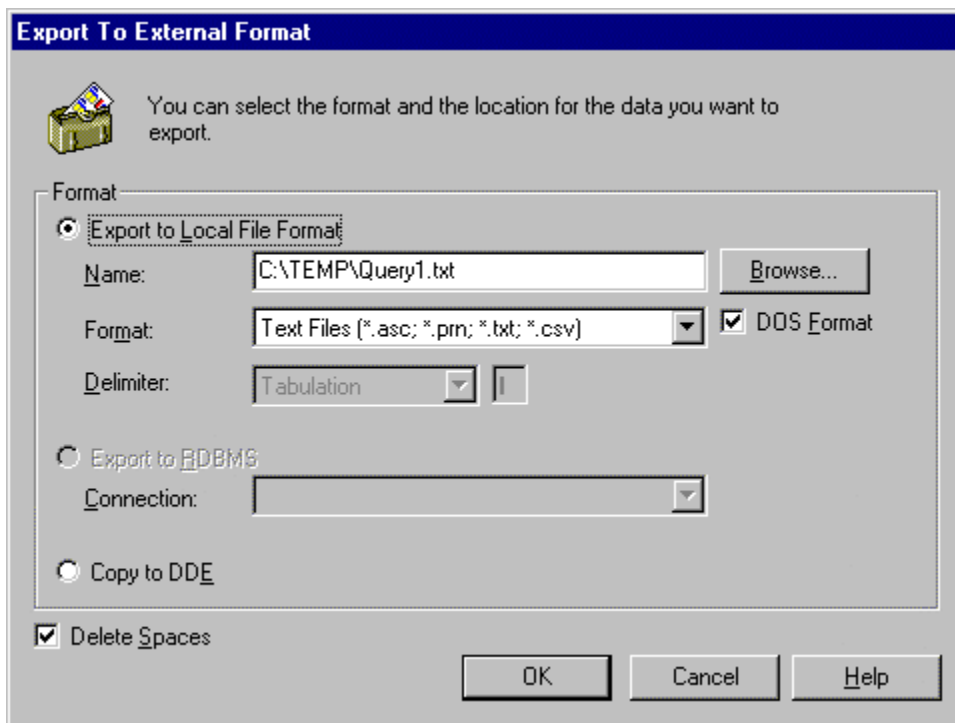 Export To External Format
You can select the format and the location for the data you want to
export.
Format
Export to Local File Format
Name: C:\TEMP\Query1.txt Browse...
Format: Text Files (*.asc; *.prn; *.txt; *.csv) DOS Format
Delimiter: Tabulation
Export to RDBMS
Connection:
Copy to DDE
Delete Spaces
OK Cancel Help